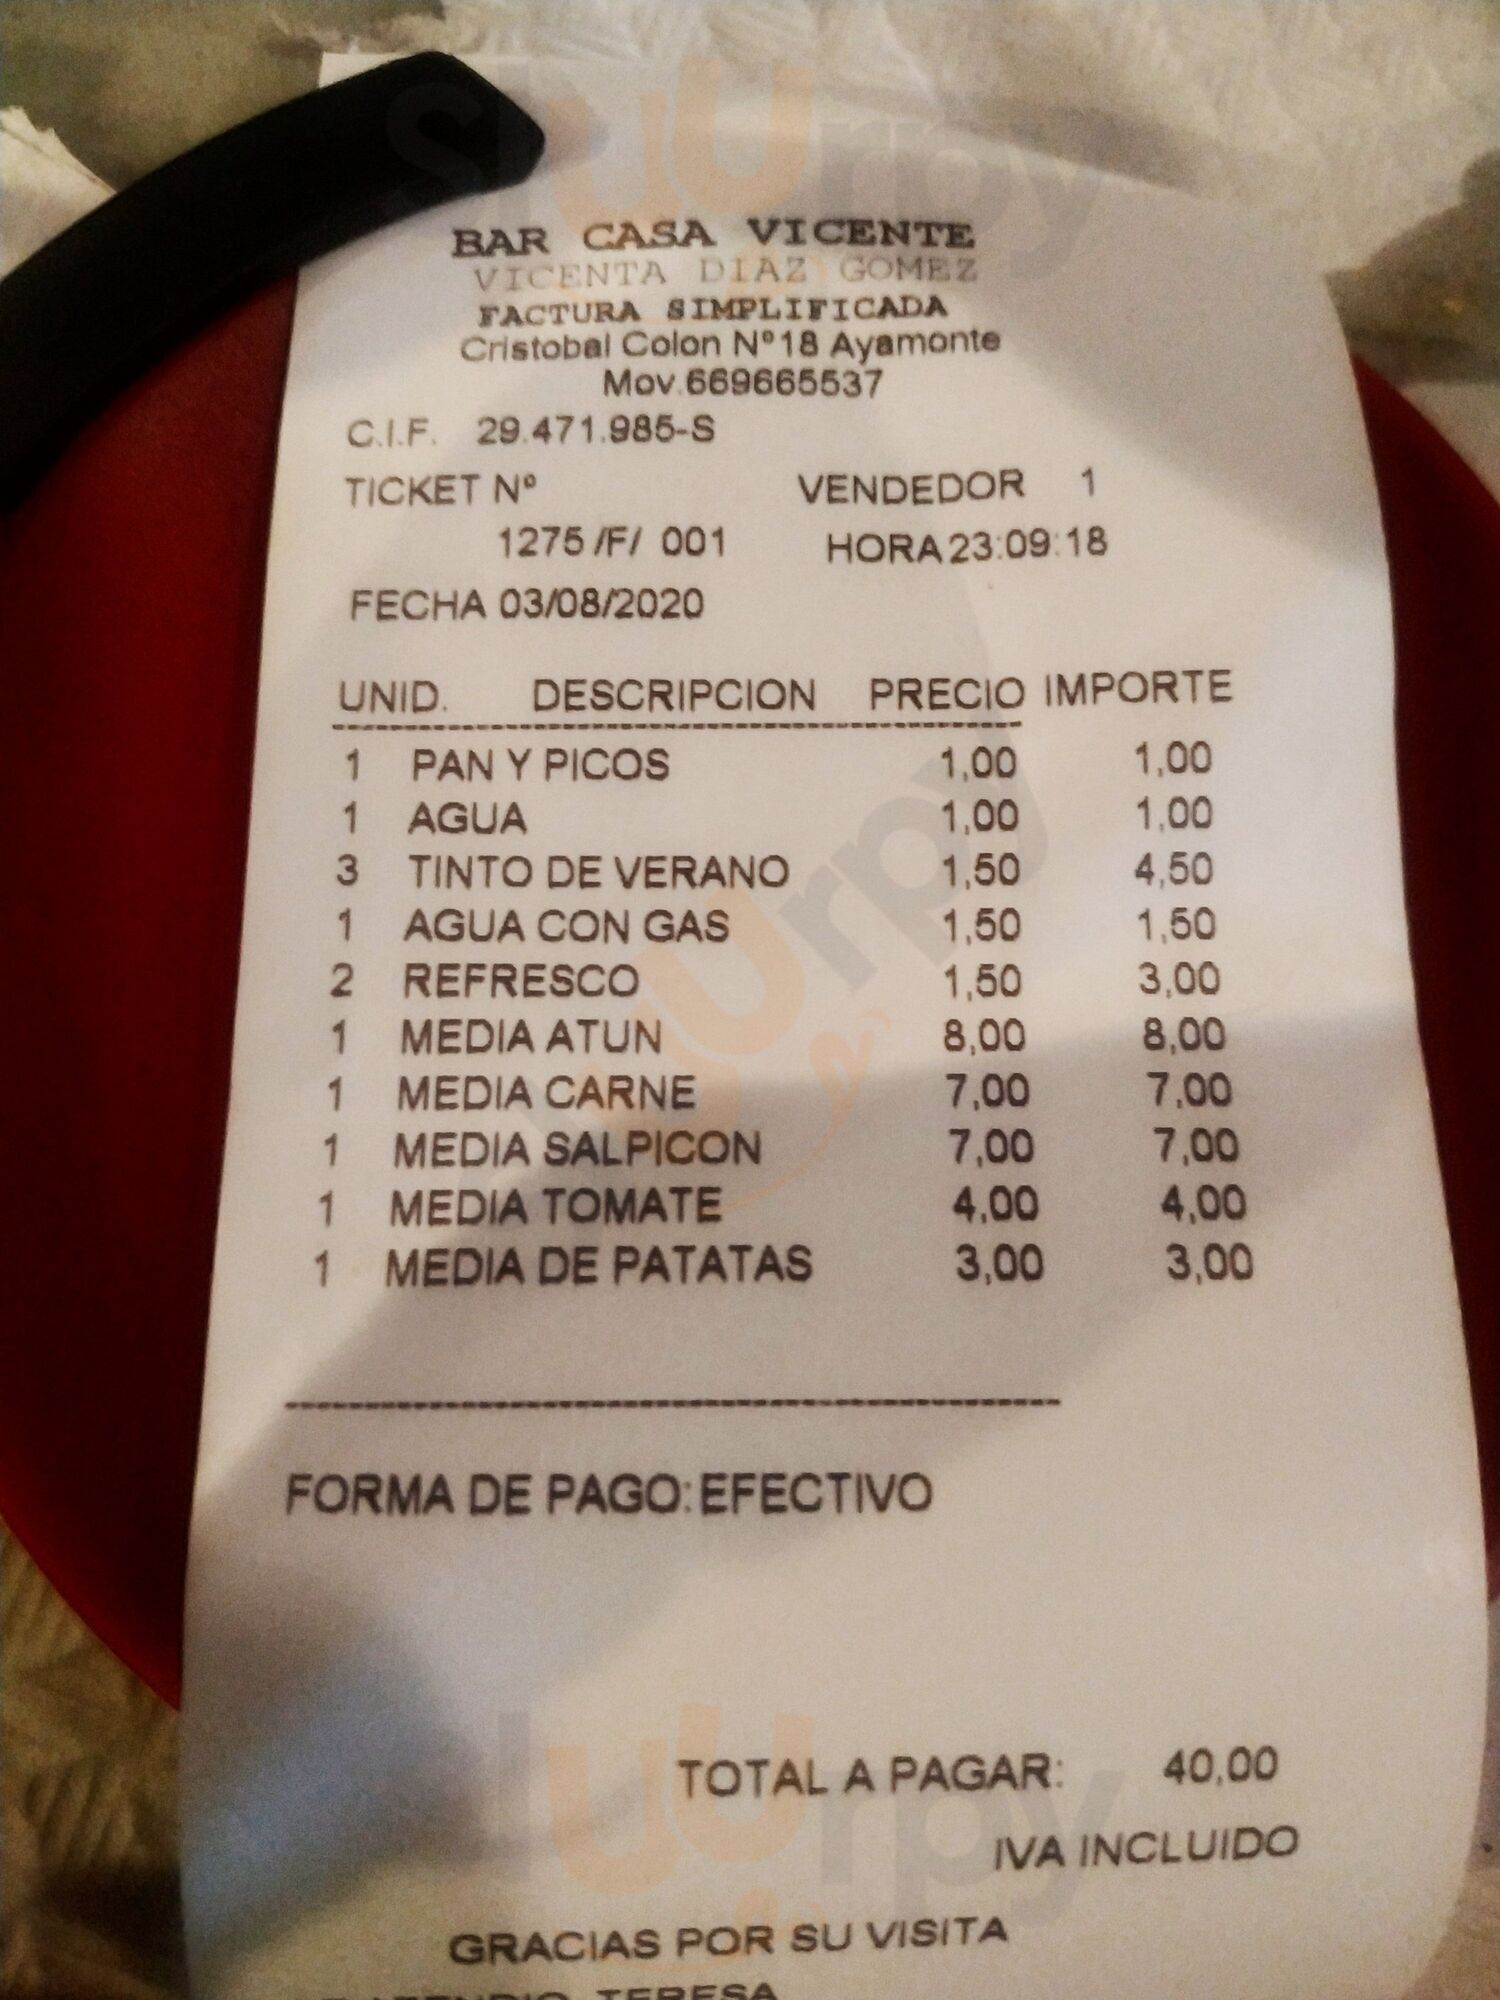 BAR CASA VICENTE
VICENTA DIAZ GOMEZ
FACTURA SIMPLIFICADA
Cristobal Colon Nº18 Ayamonte
Mov.669665537
C.I.F. 29.471.985-S
TICKET Nº VENDEDOR 1
1275 /F/ 001 HORA 23:09:18
FECHA 03/08/2020
UNID. DESCRIPCION PRECIO IMPORTE
1 PAN Y PICOS 1,00 1,00
1 AGUA 1,00 1,00
3 TINTO DE VERANO 1,50 4,50
1 AGUA CON GAS 1,50 1,50
2 REFRESCO 1,50 3,00
1 MEDIA ATUN 8,00 8,00
1 MEDIA CARNE 7,00 7,00
1 MEDIA SALPICON 7,00 7,00
1 MEDIA TOMATE 4,00 4,00
1 MEDIA DE PATATAS 3,00 3,00
FORMA DE PAGO:EFECTIVO
TOTAL A PAGAR: 40,00
IVA INCLUIDO
GRACIAS POR SU VISITA
TERESA
sluurpy
sluurpy
sluurpy